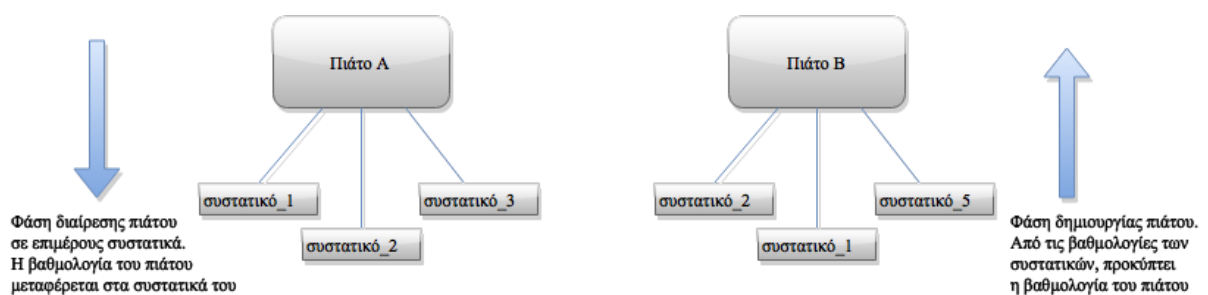 Πιάτο Α
Πιάτο Β
συστατικό_1
συστατικό_3
συστατικό_2
συστατικό_2
συστατικό_5
συστατικό_1
Φάση διαίρεσης πιάτου
σε επιμέρους συστατικά.
Η βαθμολογία του πιάτου
μεταφέρεται στα συστατικά του
Φάση δημιουργίας πιάτου.
Από τις βαθμολογίες των
συστατικών, προκύπτει
η βαθμολογία του πιάτου